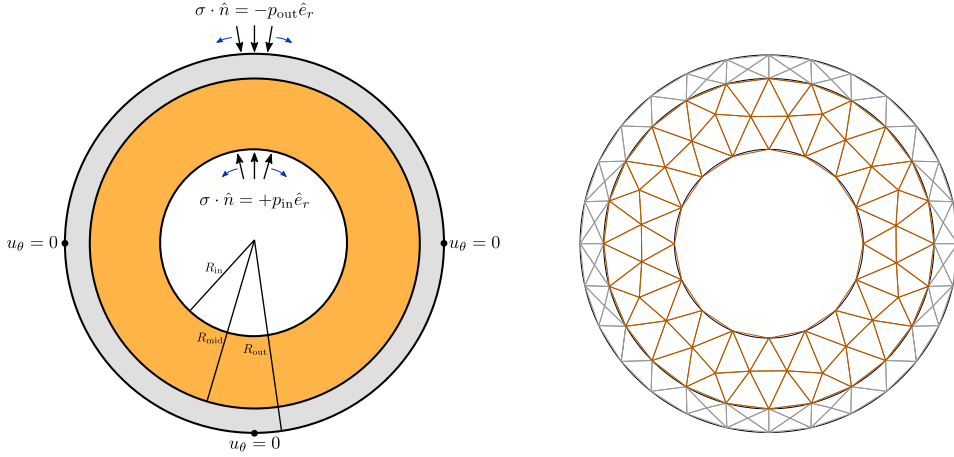 σ · n̂ = −p_out ê_r
σ · n̂ = +p_in ê_r
u_θ = 0
u_θ = 0
R_in
R_mid
R_out
u_θ = 0